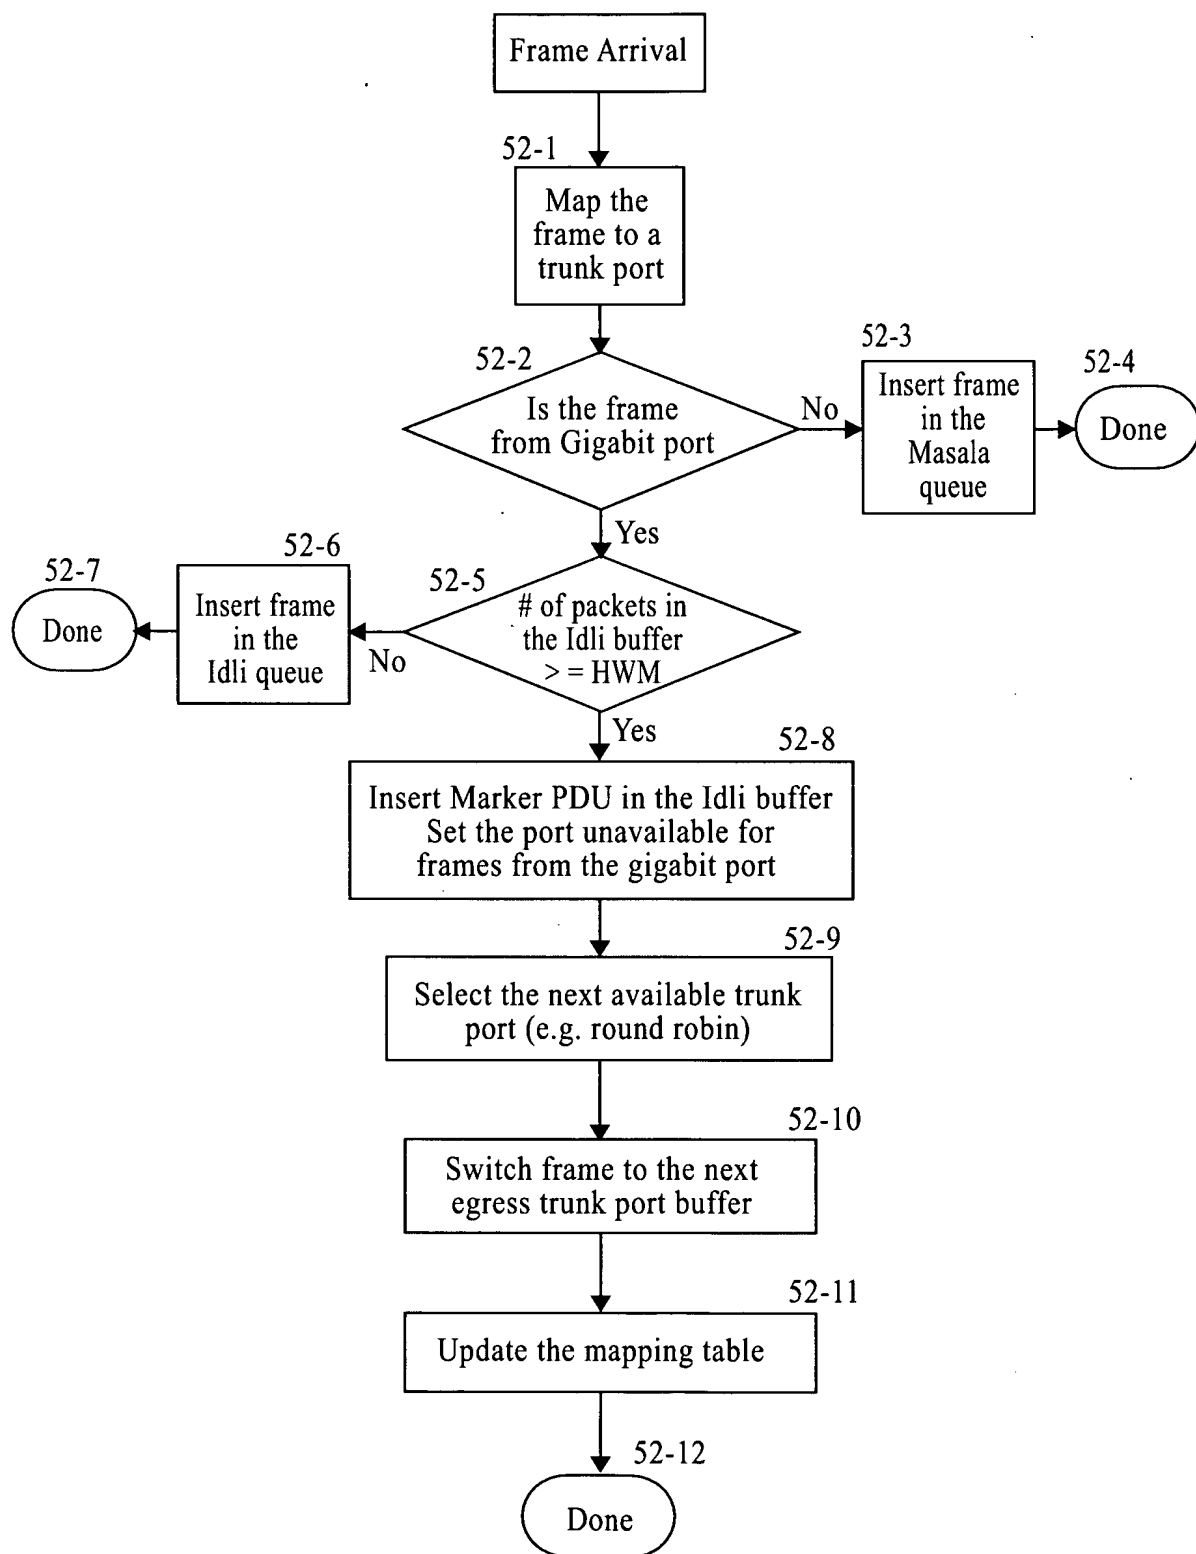 Frame Arrival
52-1
Map the
frame to a
trunk port
52-2
Is the frame
from Gigabit port
No
52-3
Insert frame
in the
Masala
queue
52-4
Done
Yes
52-5
# of packets in
the Idli buffer
> = HWM
No
52-6
Insert frame
in the
Idli queue
52-7
Done
Yes
52-8
Insert Marker PDU in the Idli buffer
Set the port unavailable for
frames from the gigabit port
52-9
Select the next available trunk
port (e.g. round robin)
52-10
Switch frame to the next
egress trunk port buffer
52-11
Update the mapping table
52-12
Done